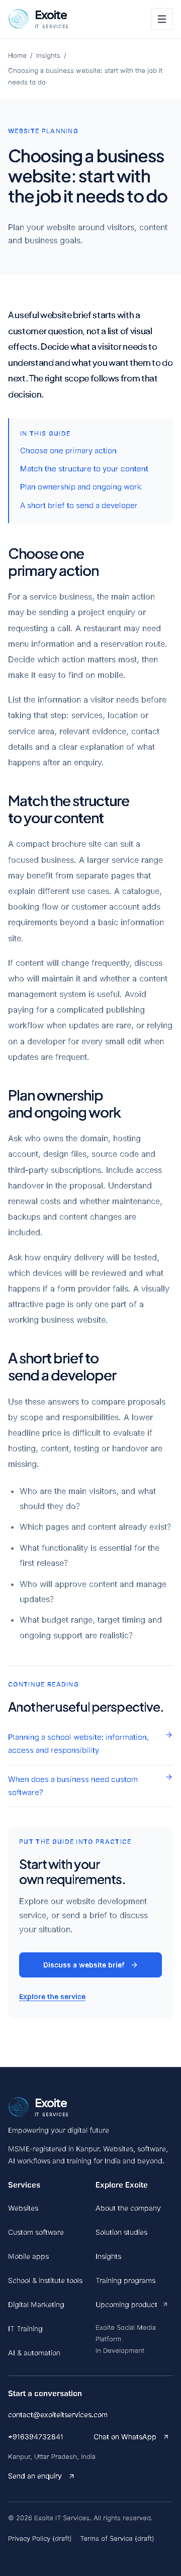 Exoite
IT SERVICES
Home / Insights /
Choosing a business website: start with the job it
needs to do
WEBSITE PLANNING
Choosing a business
website: start with
the job it needs to do
Plan your website around visitors, content
and business goals.
A useful website brief starts with a
customer question, not a list of visual
effects. Decide what a visitor needs to
understand and what you want them to do
next. The right scope follows from that
decision.
IN THIS GUIDE
Choose one primary action
Match the structure to your content
Plan ownership and ongoing work
A short brief to send a developer
Choose one
primary action
For a service business, the main action
may be sending a project enquiry or
requesting a call. A restaurant may need
menu information and a reservation route.
Decide which action matters most, then
make it easy to find on mobile.
List the information a visitor needs before
taking that step: services, location or
service area, relevant evidence, contact
details and a clear explanation of what
happens after an enquiry.
Match the structure
to your content
A compact brochure site can suit a
focused business. A larger service range
may benefit from separate pages that
explain different use cases. A catalogue,
booking flow or customer account adds
requirements beyond a basic information
site.
If content will change frequently, discuss
who will maintain it and whether a content
management system is useful. Avoid
paying for a complicated publishing
workflow when updates are rare, or relying
on a developer for every small edit when
updates are frequent.
Plan ownership
and ongoing work
Ask who owns the domain, hosting
account, design files, source code and
third-party subscriptions. Include access
handover in the proposal. Understand
renewal costs and whether maintenance,
backups and content changes are
included.
Ask how enquiry delivery will be tested,
which devices will be reviewed and what
happens if a form provider fails. A visually
attractive page is only one part of a
working business website.
A short brief to
send a developer
Use these answers to compare proposals
by scope and responsibilities. A lower
headline price is difficult to evaluate if
hosting, content, testing or handover are
missing.
• Who are the main visitors, and what
should they do?
• Which pages and content already exist?
• What functionality is essential for the
first release?
• Who will approve content and manage
updates?
• What budget range, target timing and
ongoing support are realistic?
CONTINUE READING
Another useful perspective.
Planning a school website: information, →
access and responsibility
When does a business need custom →
software?
PUT THE GUIDE INTO PRACTICE
Start with your
own requirements.
Explore our website development
service, or send a brief to discuss
your situation.
Discuss a website brief →
Explore the service
Exoite
IT SERVICES
Empowering your digital future
MSME-registered in Kanpur. Websites, software,
AI workflows and training for India and beyond.
Services
Websites
Custom software
Mobile apps
School & institute tools
Digital Marketing
IT Training
AI & automation
Explore Exoite
About the company
Solution studies
Insights
Training programs
Upcoming product ↗
Exoite Social Media
Platform
In Development
Start a conversation
contact@exoiteitservices.com
+916394732841
Chat on WhatsApp ↗
Kanpur, Uttar Pradesh, India
Send an enquiry ↗
© 2026 Exoite IT Services. All rights reserved.
Privacy Policy (draft) Terms of Service (draft)